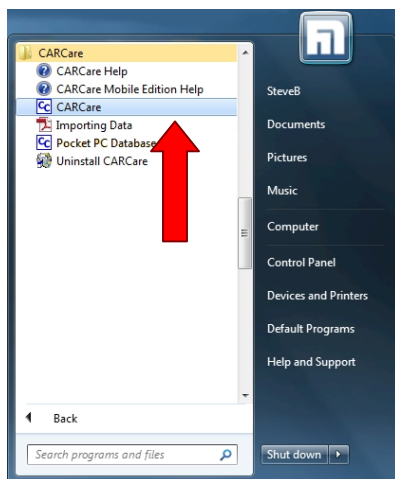 CARCare
CARCare Help
CARCare Mobile Edition Help
CARCare
Importing Data
Pocket PC Database
Uninstall CARCare
Back
Search programs and files
SteveB
Documents
Pictures
Music
Computer
Control Panel
Devices and Printers
Default Programs
Help and Support
Shut down